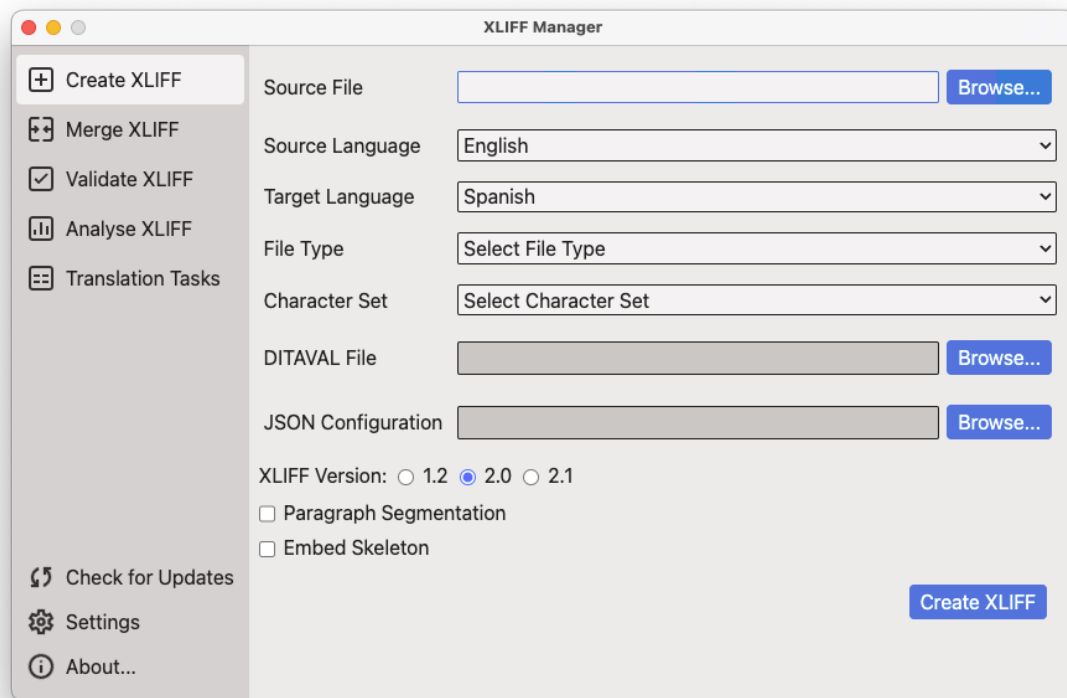 XLIFF Manager
Create XLIFF
Merge XLIFF
Validate XLIFF
Analyse XLIFF
Translation Tasks
Check for Updates
Settings
About...
Source File Browse...
Source Language English
Target Language Spanish
File Type Select File Type
Character Set Select Character Set
DITAVAL File Browse...
JSON Configuration Browse...
XLIFF Version: 1.2 2.0 2.1
Paragraph Segmentation
Embed Skeleton
Create XLIFF